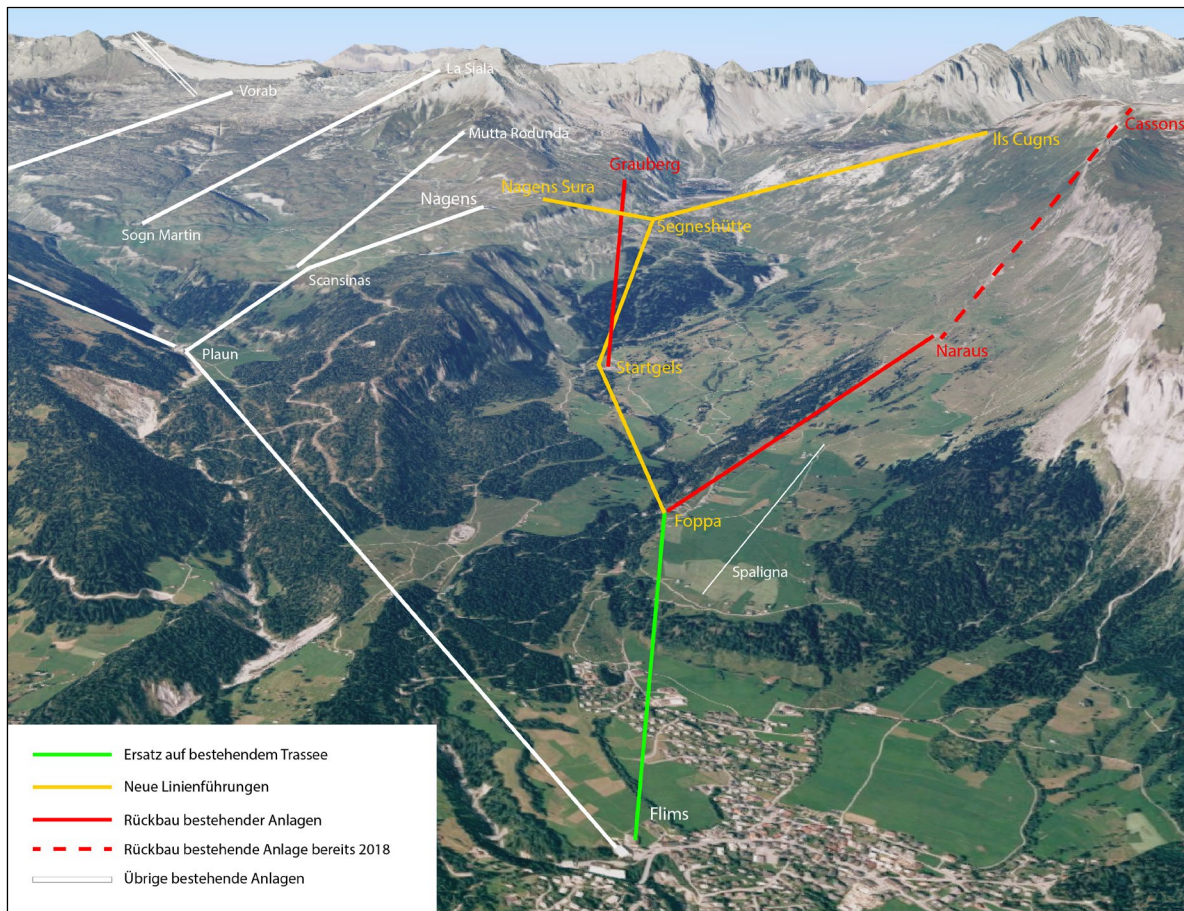 La Siala
Vorab
Cassons
Mutta Rodunda
Ils Cugns
Grauberg
Nagens Sura
Nagens
Segneshütte
Sogn Martin
Scansinas
Plaun
Naraus
Startgels
Foppa
Spaligna
Flims
Ersatz auf bestehendem Trassee
Neue Linienführungen
Rückbau bestehender Anlagen
Rückbau bestehende Anlage bereits 2018
Übrige bestehende Anlagen